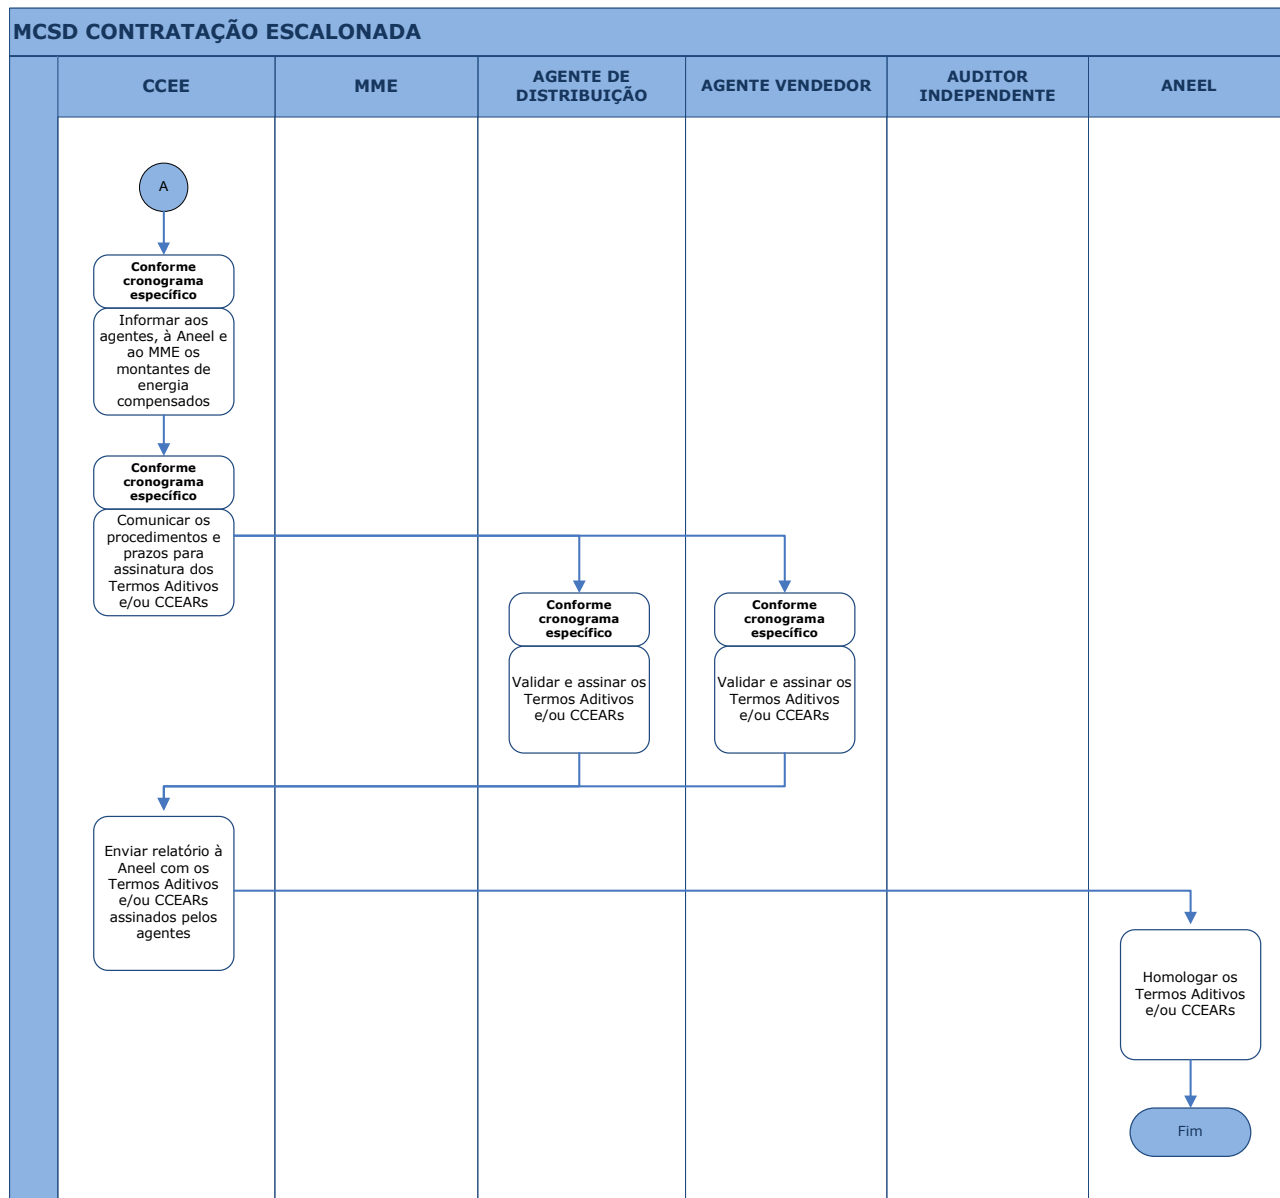 MCSD CONTRATAÇÃO ESCALONADA
CCEE
MME
AGENTE DE
DISTRIBUIÇÃO
AGENTE VENDEDOR
AUDITOR
INDEPENDENTE
ANEEL
A
Conforme
cronograma
específico
Informar aos
agentes, à Aneel e
ao MME os
montantes de
energia
compensados
Conforme
cronograma
específico
Comunicar os
procedimentos e
prazos para
assinatura dos
Termos Aditivos
e/ou CCEARs
Conforme
cronograma
específico
Validar e assinar os
Termos Aditivos
e/ou CCEARs
Conforme
cronograma
específico
Validar e assinar os
Termos Aditivos
e/ou CCEARs
Enviar relatório à
Aneel com os
Termos Aditivos
e/ou CCEARs
assinados pelos
agentes
Homologar os
Termos Aditivos
e/ou CCEARs
Fim